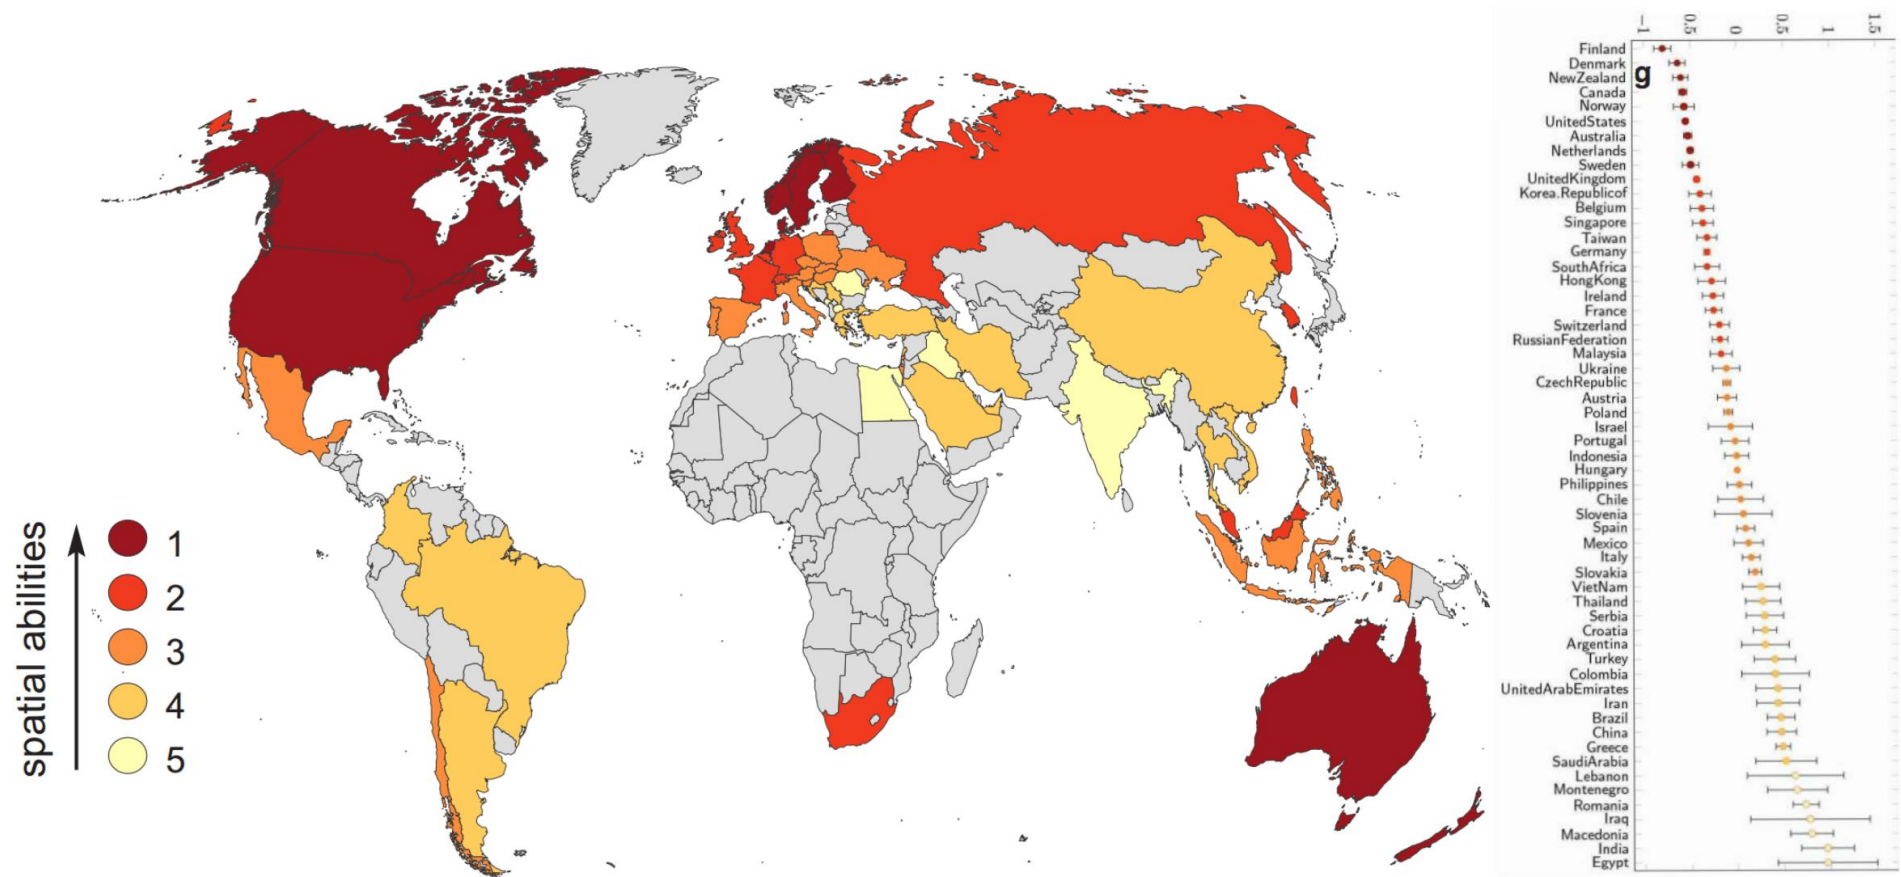 spatial abilities
1
2
3
4
5
g
-1
0.5
0
0.5
1
1.5
Finland
Denmark
NewZealand
Canada
Norway
UnitedStates
Australia
Netherlands
Sweden
UnitedKingdom
Korea.Republicof
Belgium
Singapore
Taiwan
Germany
SouthAfrica
HongKong
Ireland
France
Switzerland
RussianFederation
Malaysia
Ukraine
CzechRepublic
Austria
Poland
Israel
Portugal
Indonesia
Hungary
Philippines
Chile
Slovenia
Spain
Mexico
Italy
Slovakia
VietNam
Thailand
Serbia
Croatia
Argentina
Turkey
Colombia
UnitedArabEmirates
Iran
Brazil
China
Greece
SaudiArabia
Lebanon
Montenegro
Romania
Iraq
Macedonia
India
Egypt